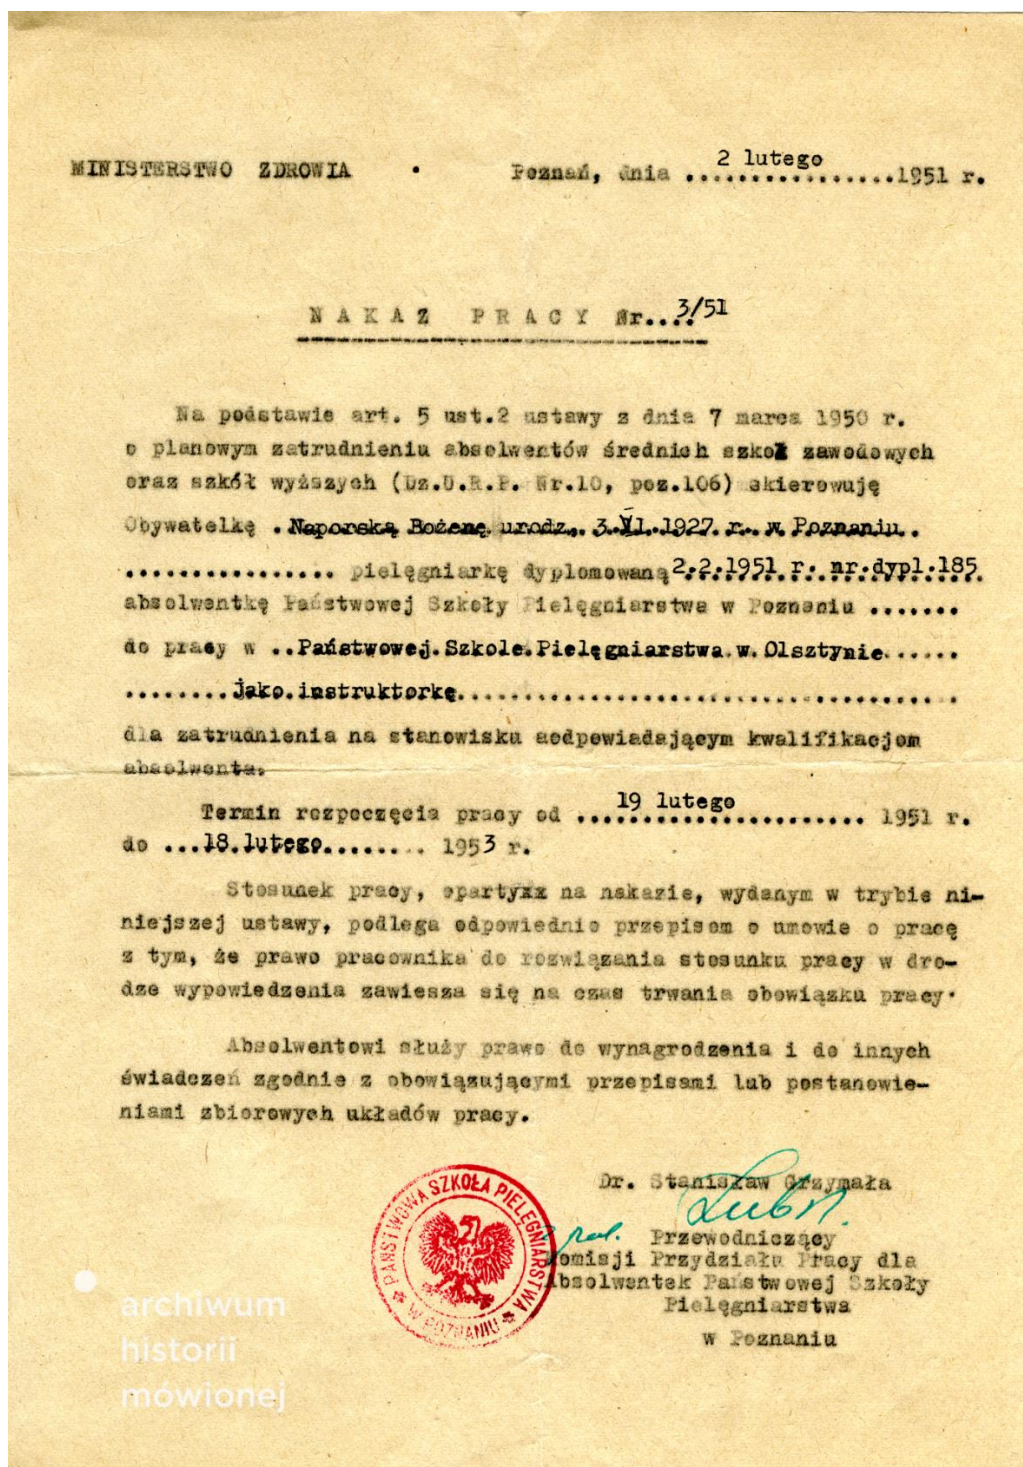 MINISTERSTWO ZDROWIA
Poznań, dnia 2 lutego ................1951 r.
NAKAZ PRACY Nr.... 3/51
Na podstawie art. 5 ust.2 ustawy z dnia 7 marca 1950 r.
o planowym zatrudnieniu absolwentów średnich szkoł zawodowych
oraz szkół wyższych (Dz.U.R.P. Nr.10, poz.106) skierowuję
Obywatelkę .Naporską Bożenę urodz. 3.XI.1927 r. w Poznaniu.
................ pielęgniarkę dyplomowaną 2.2.1951 r. nr.dypl.185
absolwentkę Państwowej Szkoły Pielęgniarstwa w Poznaniu .......
do pracy w ..Państwowej.Szkole.Pielęgniarstwa.w.Olsztynie......
........jako.instruktorkę......................................
dla zatrudnienia na stanowisku aodpowiadającym kwalifikacjom
absolwenta.
Termin rozpoczęcia pracy od 19 lutego ...................... 1951 r.
do ...18.lutego........ 1953 r.
Stosunek pracy, opartyxx na nakazie, wydanym w trybie ni-
niejszej ustawy, podlega odpowiednio przepisom o umowie o pracę
z tym, że prawo pracownika do rozwiązania stosunku pracy w dro-
dze wypowiedzenia zawiesza się na czas trwania obowiązku pracy.
Absolwentowi służy prawo do wynagrodzenia i do innych
świadczeń zgodnie z obowiązującymi przepisami lub postanowie-
niami zbiorowych układów pracy.
Dr. Stanisław Grzymała
Przewodniczący
Komisji Przydziału Pracy dla
Absolwentek Państwowej Szkoły
Pielęgniarstwa
w Poznaniu
PAŃSTWOWA SZKOŁA PIELĘGNIARSTWA
W POZNANIU
archiwum
historii
mówionej